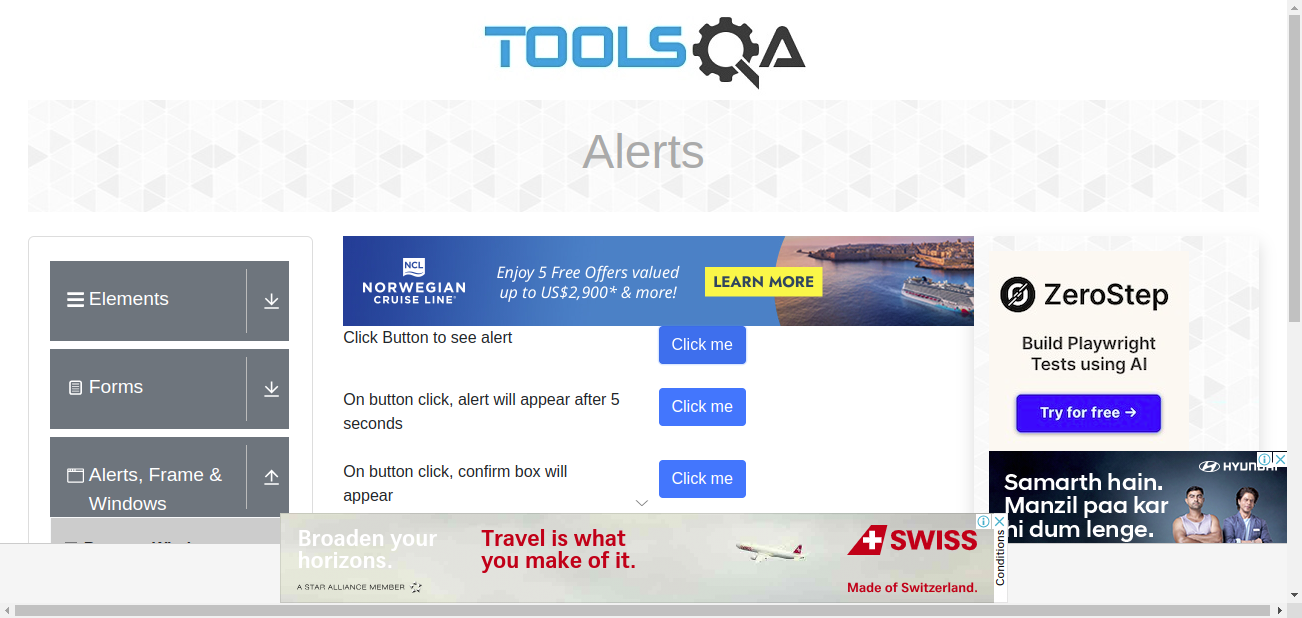 TOOLSQA
Alerts
Elements
Forms
Alerts, Frame &
Windows
NCL
NORWEGIAN
CRUISE LINE®
Enjoy 5 Free Offers valued
up to US$2,900* & more!
LEARN MORE
Click Button to see alert
Click me
On button click, alert will appear after 5
seconds
Click me
On button click, confirm box will
appear
Click me
ZeroStep
Build Playwright
Tests using AI
Try for free →
HYUNDAI
Samarth hain.
Manzil paa kar
hi dum lenge.
Broaden your
horizons.
A STAR ALLIANCE MEMBER
Travel is what
you make of it.
SWISS
Made of Switzerland.
Conditions